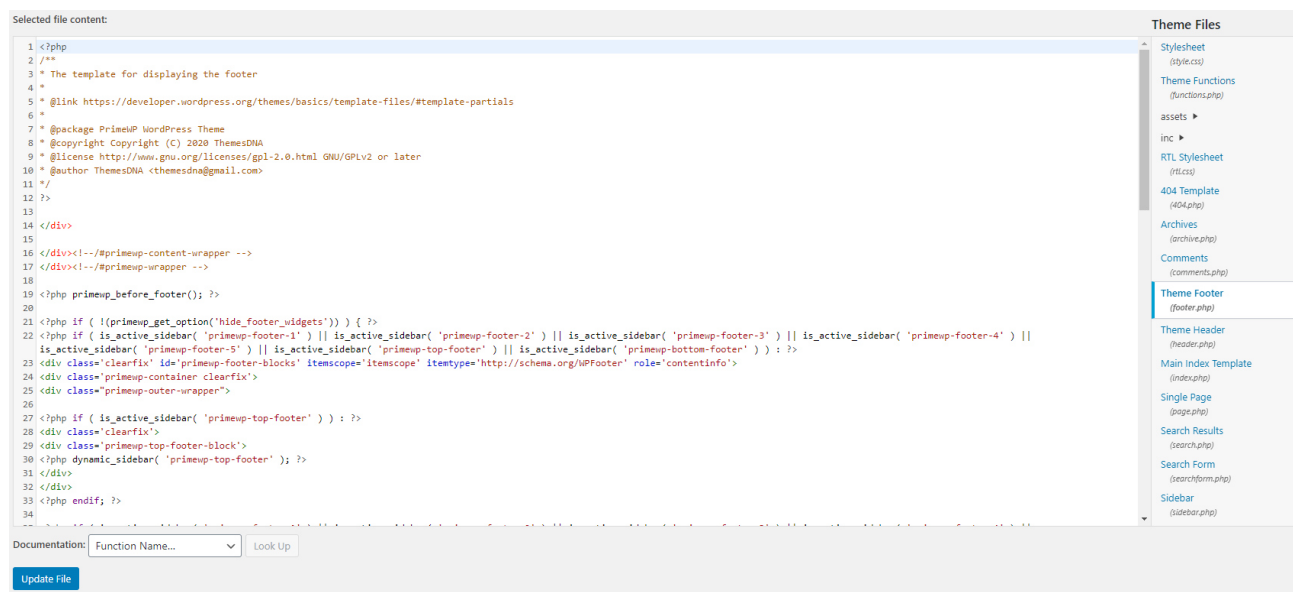 Selected file content:
1 <?php
2 /**
3 * The template for displaying the footer
4 *
5 * @link https://developer.wordpress.org/themes/basics/template-files/#template-partials
6 *
7 * @package PrimeWP WordPress Theme
8 * @copyright Copyright (C) 2020 ThemesDNA
9 * @license http://www.gnu.org/licenses/gpl-2.0.html GNU/GPLv2 or later
10 * @author ThemesDNA <themesdna@gmail.com>
11 */
12 ?>
13
14 </div>
15
16 </div><!--/#primewp-content-wrapper -->
17 </div><!--/#primewp-wrapper -->
18
19 <?php primewp_before_footer(); ?>
20
21 <?php if ( !(primewp_get_option('hide_footer_widgets')) ) { ?>
22 <?php if ( is_active_sidebar( 'primewp-footer-1' ) || is_active_sidebar( 'primewp-footer-2' ) || is_active_sidebar( 'primewp-footer-3' ) || is_active_sidebar( 'primewp-footer-4' ) ||
is_active_sidebar( 'primewp-footer-5' ) || is_active_sidebar( 'primewp-top-footer' ) || is_active_sidebar( 'primewp-bottom-footer' ) ) : ?>
23 <div class='clearfix' id='primewp-footer-blocks' itemscope='itemscope' itemtype='http://schema.org/WPFooter' role='contentinfo'>
24 <div class='primewp-container clearfix'>
25 <div class="primewp-outer-wrapper">
26
27 <?php if ( is_active_sidebar( 'primewp-top-footer' ) ) : ?>
28 <div class='clearfix'>
29 <div class='primewp-top-footer-block'>
30 <?php dynamic_sidebar( 'primewp-top-footer' ); ?>
31 </div>
32 </div>
33 <?php endif; ?>
34
Documentation: Function Name... Look Up
Update File
Theme Files
Stylesheet
(style.css)
Theme Functions
(functions.php)
assets
inc
RTL Stylesheet
(rtl.css)
404 Template
(404.php)
Archives
(archive.php)
Comments
(comments.php)
Theme Footer
(footer.php)
Theme Header
(header.php)
Main Index Template
(index.php)
Single Page
(page.php)
Search Results
(search.php)
Search Form
(searchform.php)
Sidebar
(sidebar.php)